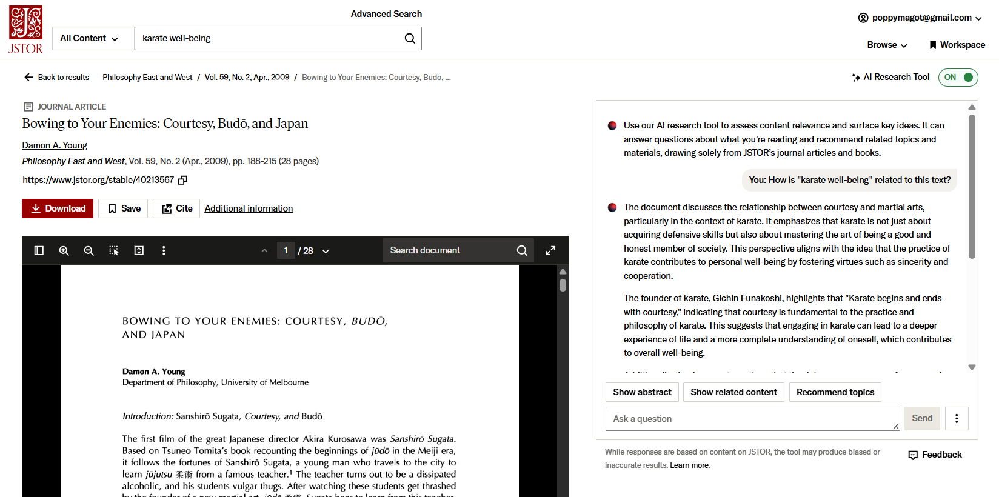 Advanced Search
poppymagot@gmail.com
JSTOR
All Content
karate well-being
Browse
Workspace
Back to results
Philosophy East and West / Vol. 59, No. 2, Apr., 2009 / Bowing to Your Enemies: Courtesy, Budō, ...
AI Research Tool
ON
JOURNAL ARTICLE
Bowing to Your Enemies: Courtesy, Budō, and Japan
Damon A. Young
Philosophy East and West, Vol. 59, No. 2 (Apr., 2009), pp. 188-215 (28 pages)
https://www.jstor.org/stable/40213567
Download
Save
Cite
Additional information
1 / 28
Search document
BOWING TO YOUR ENEMIES: COURTESY, BUDŌ,
AND JAPAN
Damon A. Young
Department of Philosophy, University of Melbourne
Introduction: Sanshirō Sugata, Courtesy, and Budō
The first film of the great Japanese director Akira Kurosawa was Sanshirō Sugata.
Based on Tsuneo Tomita's book recounting the beginnings of jūdō in the Meiji era,
it follows the fortunes of Sanshirō Sugata, a young man who travels to the city to
learn jūjutsu 柔術 from a famous teacher.¹ The teacher turns out to be a dissipated
alcoholic, and his students vulgar thugs. After watching these students get thrashed
by the founder of a new martial art, jūdō 柔道, Sugata begs to learn from this teacher.
Use our AI research tool to assess content relevance and surface key ideas. It can
answer questions about what you're reading and recommend related topics and
materials, drawing solely from JSTOR's journal articles and books.
You: How is "karate well-being" related to this text?
The document discusses the relationship between courtesy and martial arts,
particularly in the context of karate. It emphasizes that karate is not just about
acquiring defensive skills but also about mastering the art of being a good and
honest member of society. This perspective aligns with the idea that the practice of
karate contributes to personal well-being by fostering virtues such as sincerity and
cooperation.
The founder of karate, Gichin Funakoshi, highlights that "Karate begins and ends
with courtesy," indicating that courtesy is fundamental to the practice and
philosophy of karate. This suggests that engaging in karate can lead to a deeper
experience of life and a more complete understanding of oneself, which contributes
to overall well-being.
Show abstract
Show related content
Recommend topics
Ask a question
Send
While responses are based on content on JSTOR, the tool may produce biased or
inaccurate results. Learn more.
Feedback